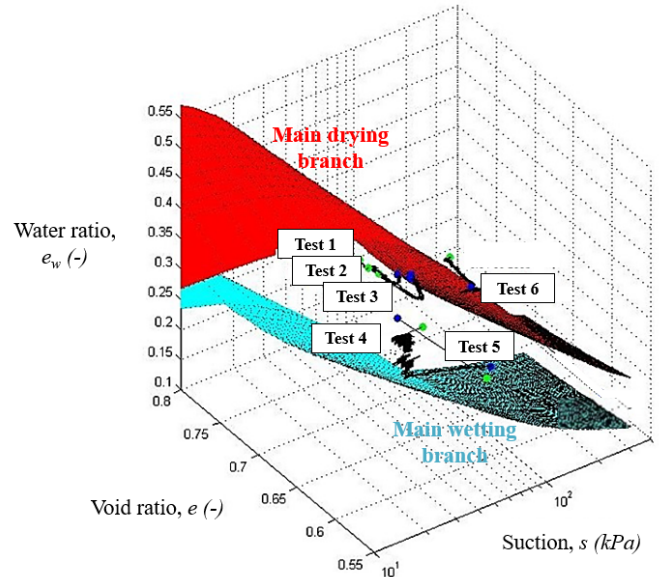 0.55
0.5
0.45
0.4
0.35
0.3
0.25
0.2
0.15
0.1
0.8
Main drying
branch
Water ratio,
e_w (-)
Test 1
Test 2
Test 3
Test 6
Test 4
Test 5
Main wetting
branch
0.75
0.7
0.65
0.6
0.55
Void ratio, e (-)
10^1
10^2
Suction, s (kPa)